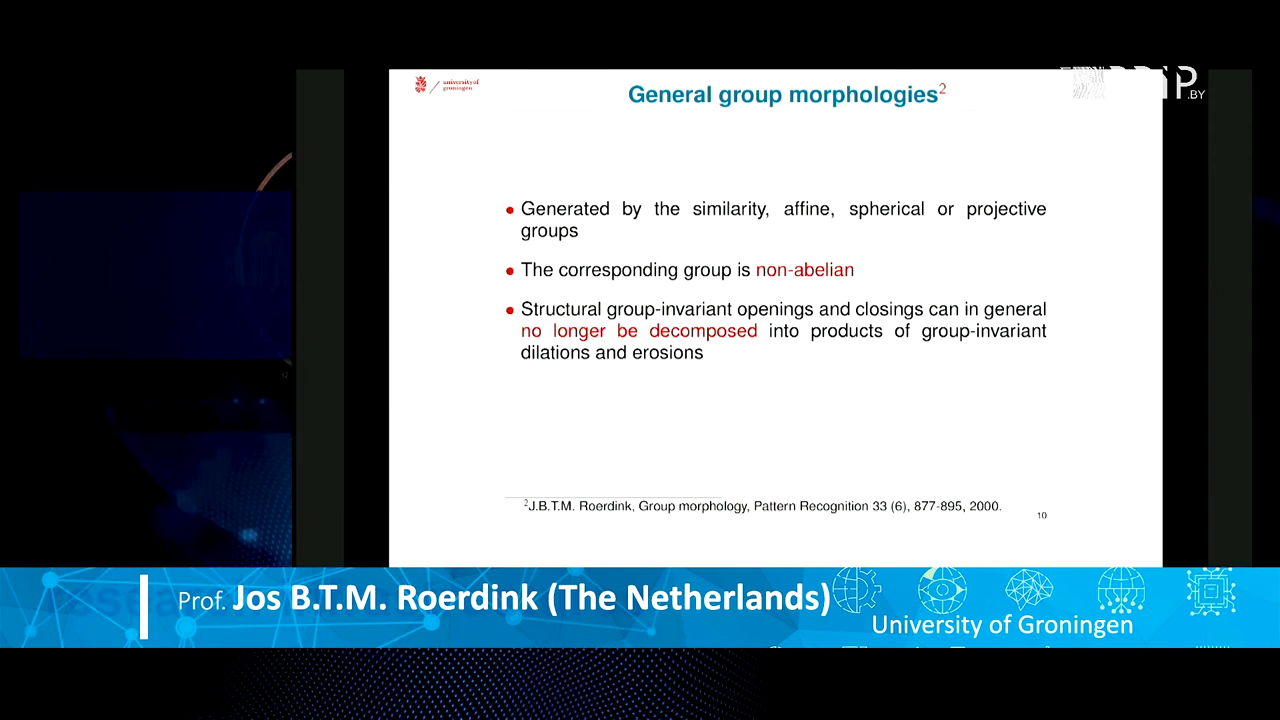 university of
groningen
General group morphologies²
.BY
• Generated by the similarity, affine, spherical or projective
groups
• The corresponding group is non-abelian
• Structural group-invariant openings and closings can in general
no longer be decomposed into products of group-invariant
dilations and erosions
²J.B.T.M. Roerdink, Group morphology, Pattern Recognition 33 (6), 877-895, 2000.
10
Prof. Jos B.T.M. Roerdink (The Netherlands)
University of Groningen